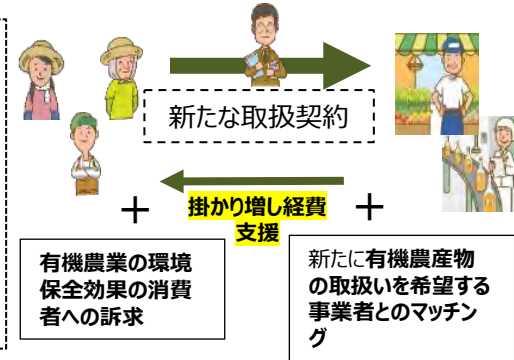 新たな取扱契約
＋
掛かり増し経費
支援
＋
有機農業の環境
保全効果の消費
者への訴求
新たに有機農産物
の取扱いを希望する
事業者とのマッチン
グ